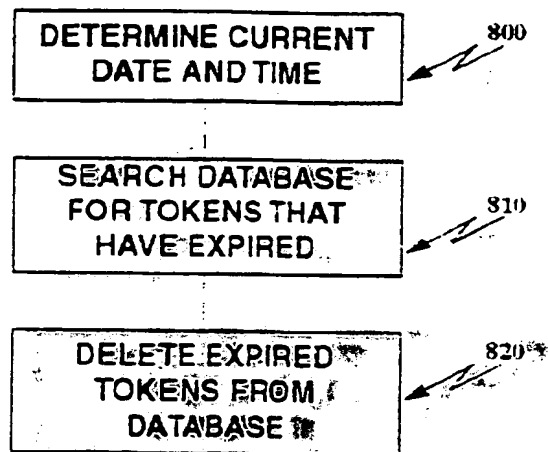 DETERMINE CURRENT
DATE AND TIME
800
SEARCH DATABASE
FOR TOKENS THAT
HAVE EXPIRED
810
DELETE EXPIRED
TOKENS FROM
DATABASE
820